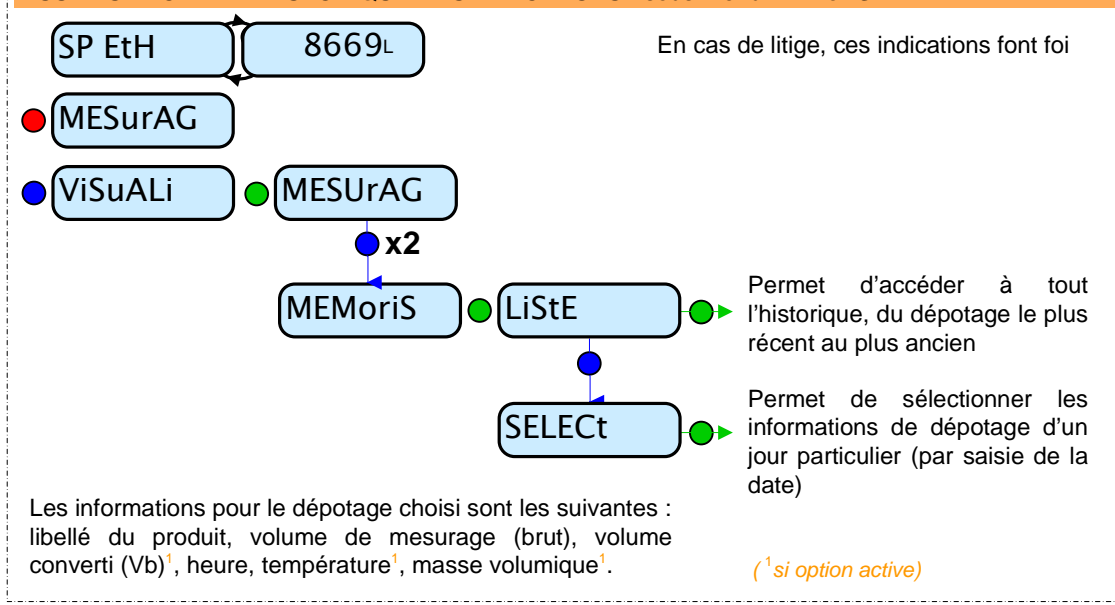 SP EtH 8669L
En cas de litige, ces indications font foi
MESurAG
ViSuALi MESUrAG
x2
MEMoriS LiStE
Permet d'accéder à tout
l'historique, du dépotage le plus
récent au plus ancien
SELECt
Permet de sélectionner les
informations de dépotage d'un
jour particulier (par saisie de la
date)
Les informations pour le dépotage choisi sont les suivantes :
libellé du produit, volume de mesurage (brut), volume
converti (Vb)¹, heure, température¹, masse volumique¹.
(¹si option active)